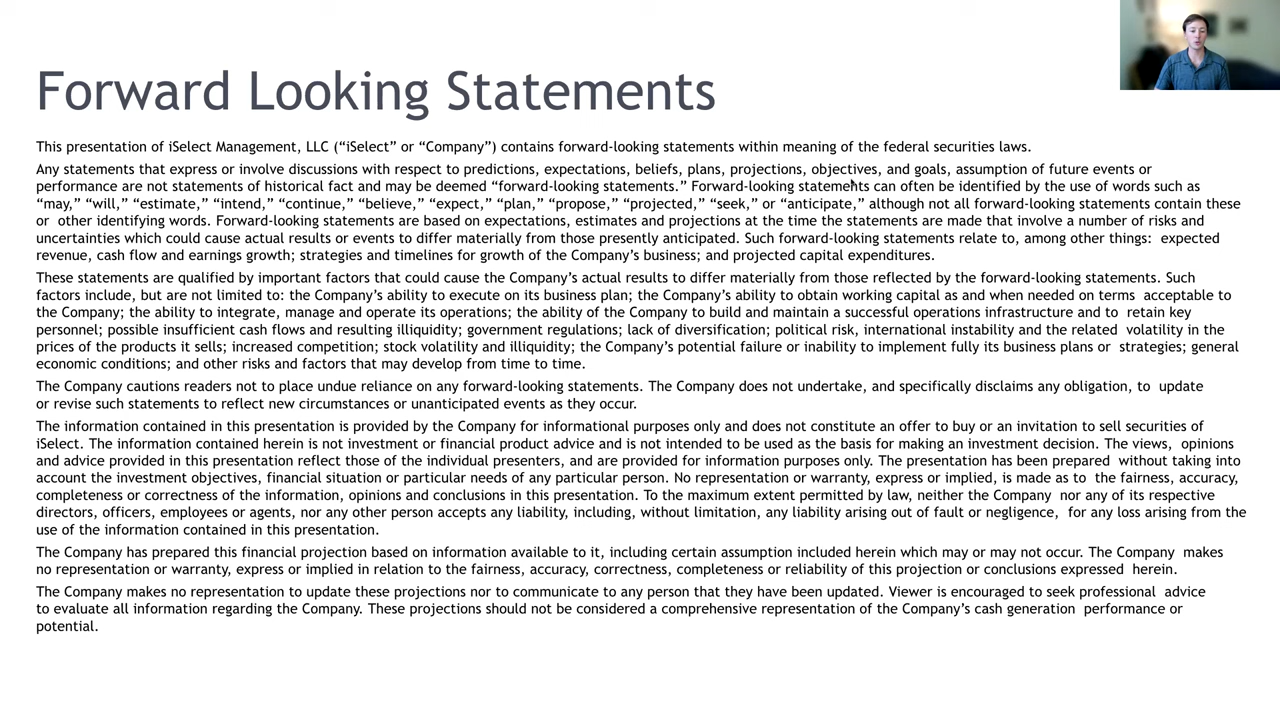 Forward Looking Statements
This presentation of iSelect Management, LLC (“iSelect” or “Company”) contains forward-looking statements within meaning of the federal securities laws.
Any statements that express or involve discussions with respect to predictions, expectations, beliefs, plans, projections, objectives, and goals, assumption of future events or
performance are not statements of historical fact and may be deemed “forward-looking statements.” Forward-looking statements can often be identified by the use of words such as
“may,” “will,” “estimate,” “intend,” “continue,” “believe,” “expect,” “plan,” “propose,” “projected,” “seek,” or “anticipate,” although not all forward-looking statements contain these
or other identifying words. Forward-looking statements are based on expectations, estimates and projections at the time the statements are made that involve a number of risks and
uncertainties which could cause actual results or events to differ materially from those presently anticipated. Such forward-looking statements relate to, among other things: expected
revenue, cash flow and earnings growth; strategies and timelines for growth of the Company’s business; and projected capital expenditures.
These statements are qualified by important factors that could cause the Company’s actual results to differ materially from those reflected by the forward-looking statements. Such
factors include, but are not limited to: the Company’s ability to execute on its business plan; the Company’s ability to obtain working capital as and when needed on terms acceptable to
the Company; the ability to integrate, manage and operate its operations; the ability of the Company to build and maintain a successful operations infrastructure and to retain key
personnel; possible insufficient cash flows and resulting illiquidity; government regulations; lack of diversification; political risk, international instability and the related volatility in the
prices of the products it sells; increased competition; stock volatility and illiquidity; the Company’s potential failure or inability to implement fully its business plans or strategies; general
economic conditions; and other risks and factors that may develop from time to time.
The Company cautions readers not to place undue reliance on any forward-looking statements. The Company does not undertake, and specifically disclaims any obligation, to update
or revise such statements to reflect new circumstances or unanticipated events as they occur.
The information contained in this presentation is provided by the Company for informational purposes only and does not constitute an offer to buy or an invitation to sell securities of
iSelect. The information contained herein is not investment or financial product advice and is not intended to be used as the basis for making an investment decision. The views, opinions
and advice provided in this presentation reflect those of the individual presenters, and are provided for information purposes only. The presentation has been prepared without taking into
account the investment objectives, financial situation or particular needs of any particular person. No representation or warranty, express or implied, is made as to the fairness, accuracy,
completeness or correctness of the information, opinions and conclusions in this presentation. To the maximum extent permitted by law, neither the Company nor any of its respective
directors, officers, employees or agents, nor any other person accepts any liability, including, without limitation, any liability arising out of fault or negligence, for any loss arising from the
use of the information contained in this presentation.
The Company has prepared this financial projection based on information available to it, including certain assumption included herein which may or may not occur. The Company makes
no representation or warranty, express or implied in relation to the fairness, accuracy, correctness, completeness or reliability of this projection or conclusions expressed herein.
The Company makes no representation to update these projections nor to communicate to any person that they have been updated. Viewer is encouraged to seek professional advice
to evaluate all information regarding the Company. These projections should not be considered a comprehensive representation of the Company’s cash generation performance or
potential.